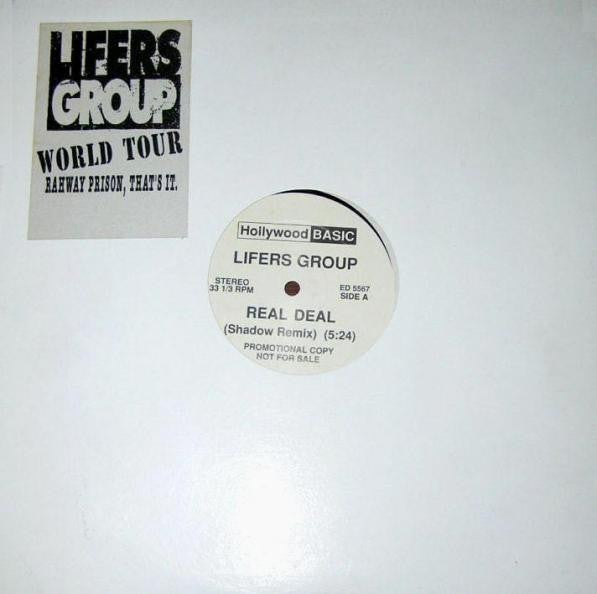 LIFERS
GROUP
WORLD TOUR
RAHWAY PRISON, THAT'S IT.
Hollywood BASIC
LIFERS GROUP
STEREO
33 1/3 RPM
ED 5567
SIDE A
REAL DEAL
(Shadow Remix) (5:24)
PROMOTIONAL COPY
NOT FOR SALE